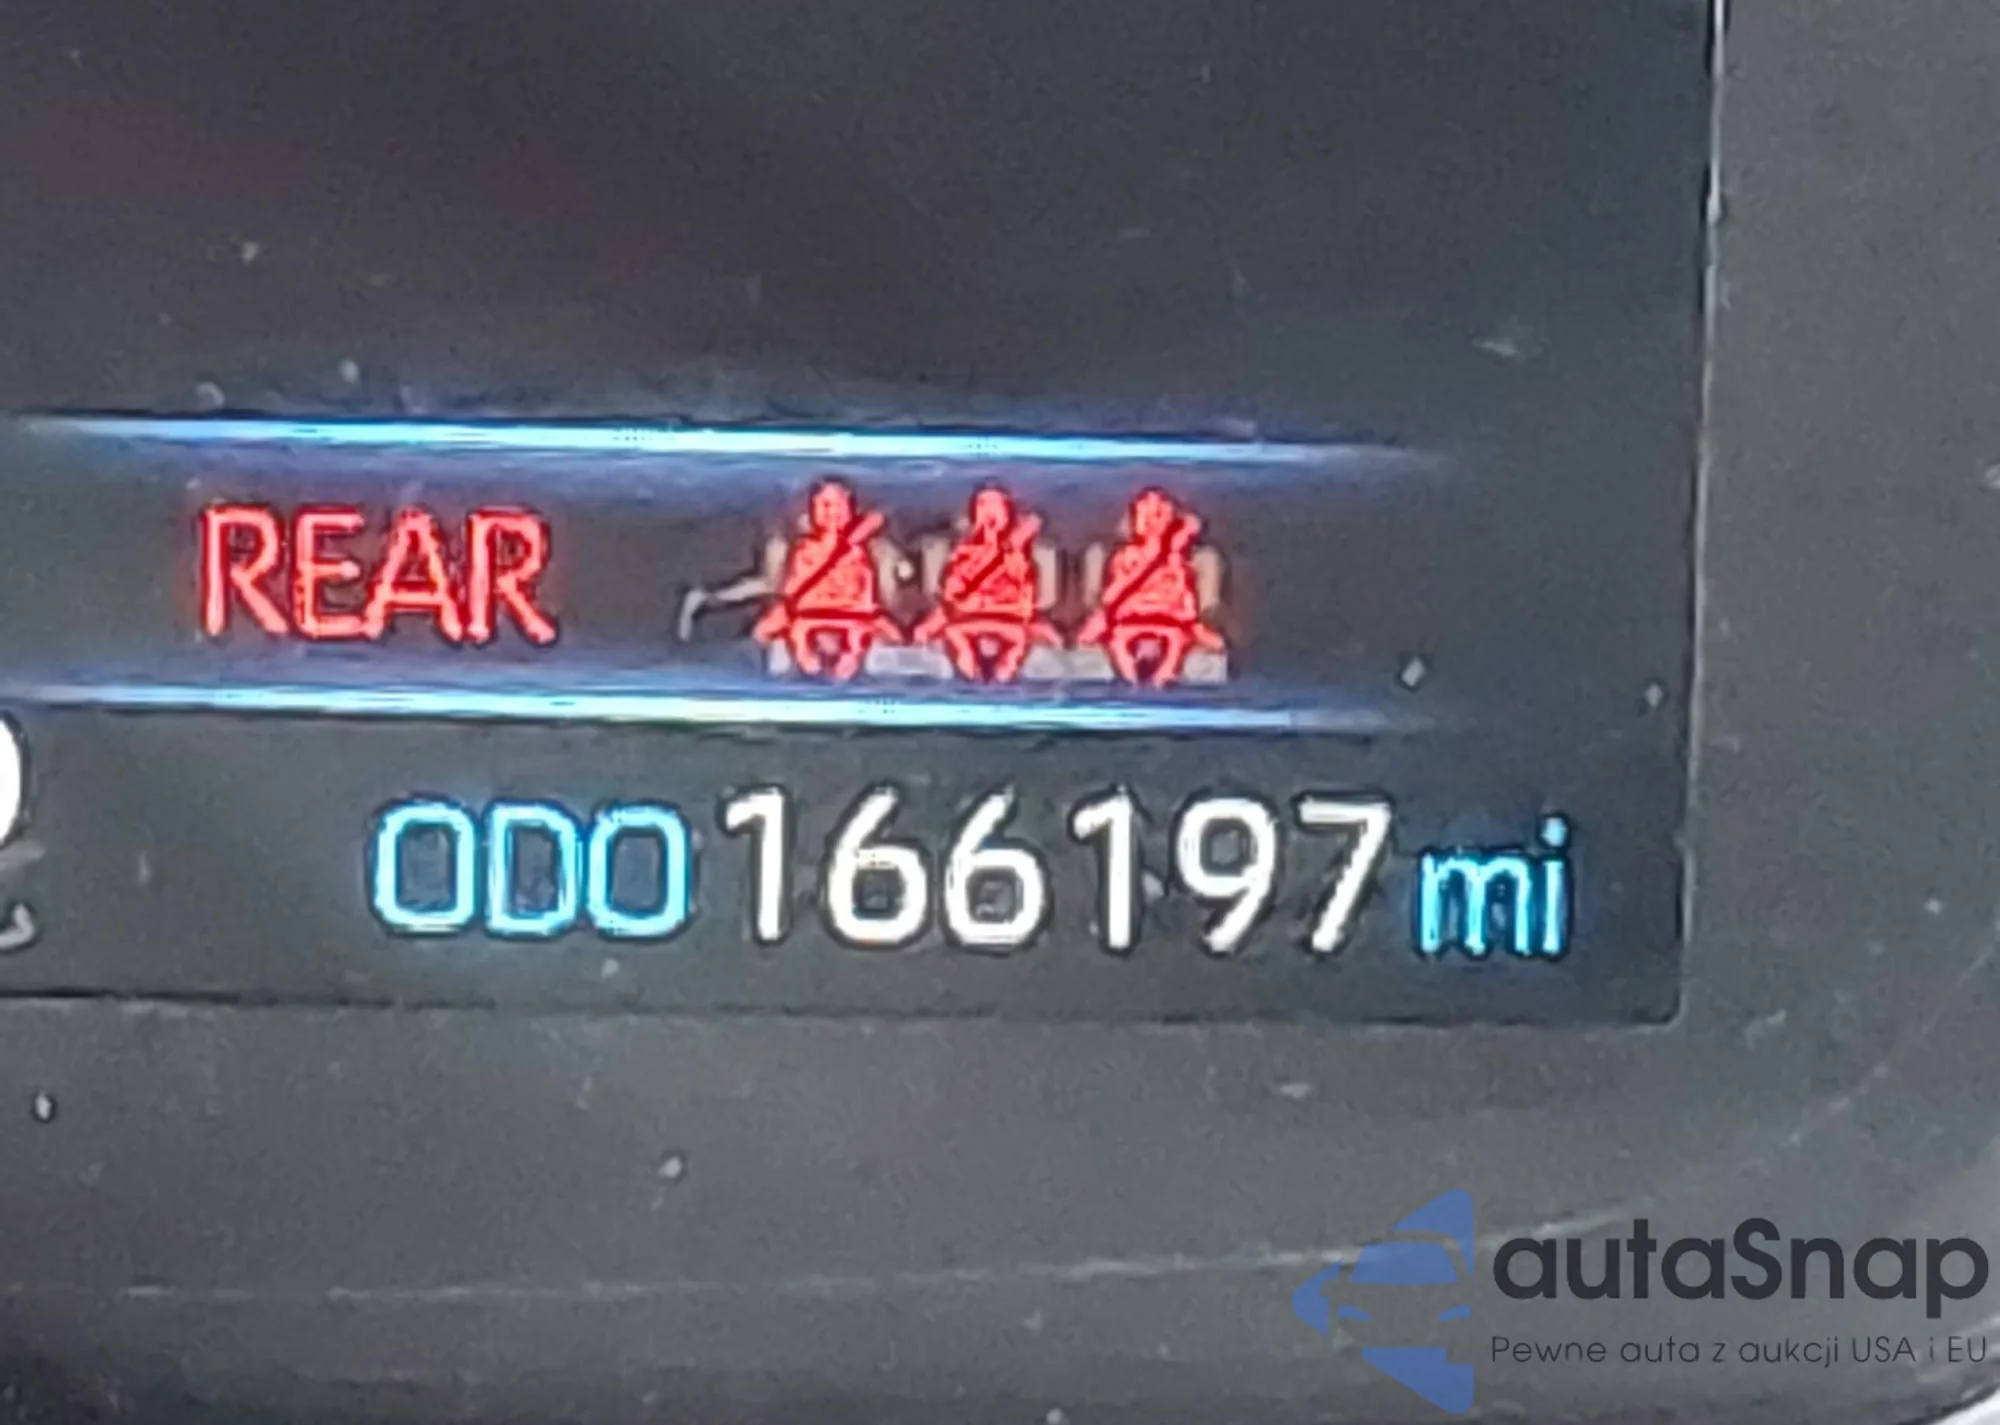 REAR
ODO 166197 mi
autaSnap
Pewne auta z aukcji USA i EU